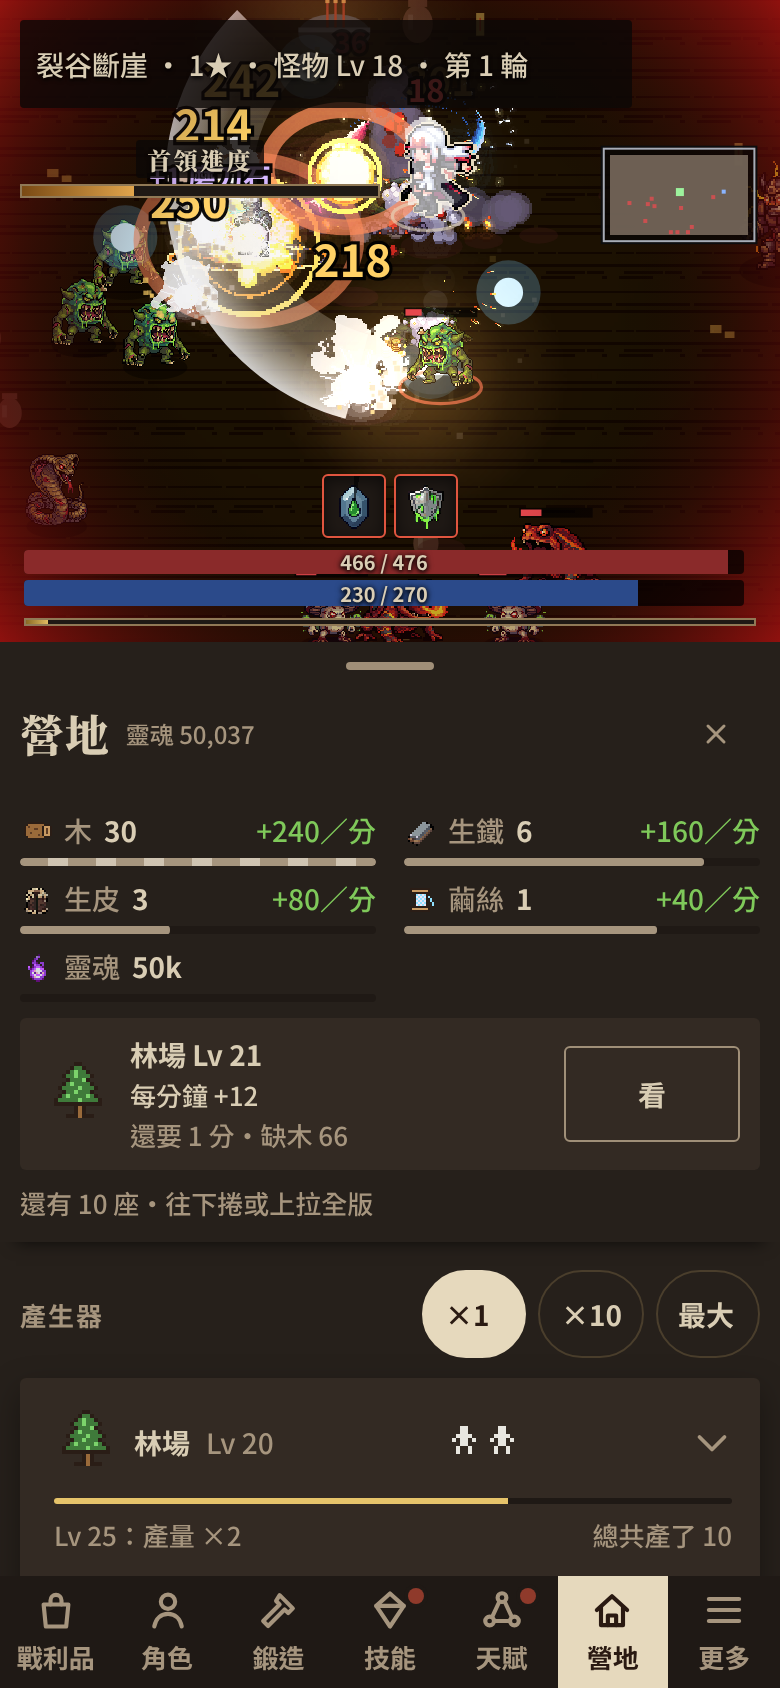 裂谷斷崖 • 1★ • 怪物 Lv 18 • 第 1 輪
242
18
214
首領進度
250
218
466 / 476
230 / 270
營地 靈魂 50,037
木 30 +240／分
生鐵 6 +160／分
生皮 3 +80／分
繭絲 1 +40／分
靈魂 50k
林場 Lv 21
每分鐘 +12
還要 1 分・缺木 66
看
還有 10 座・往下捲或上拉全版
產生器
×1
×10
最大
林場 Lv 20
Lv 25：產量 ×2
總共產了 10
戰利品
角色
鍛造
技能
天賦
營地
更多